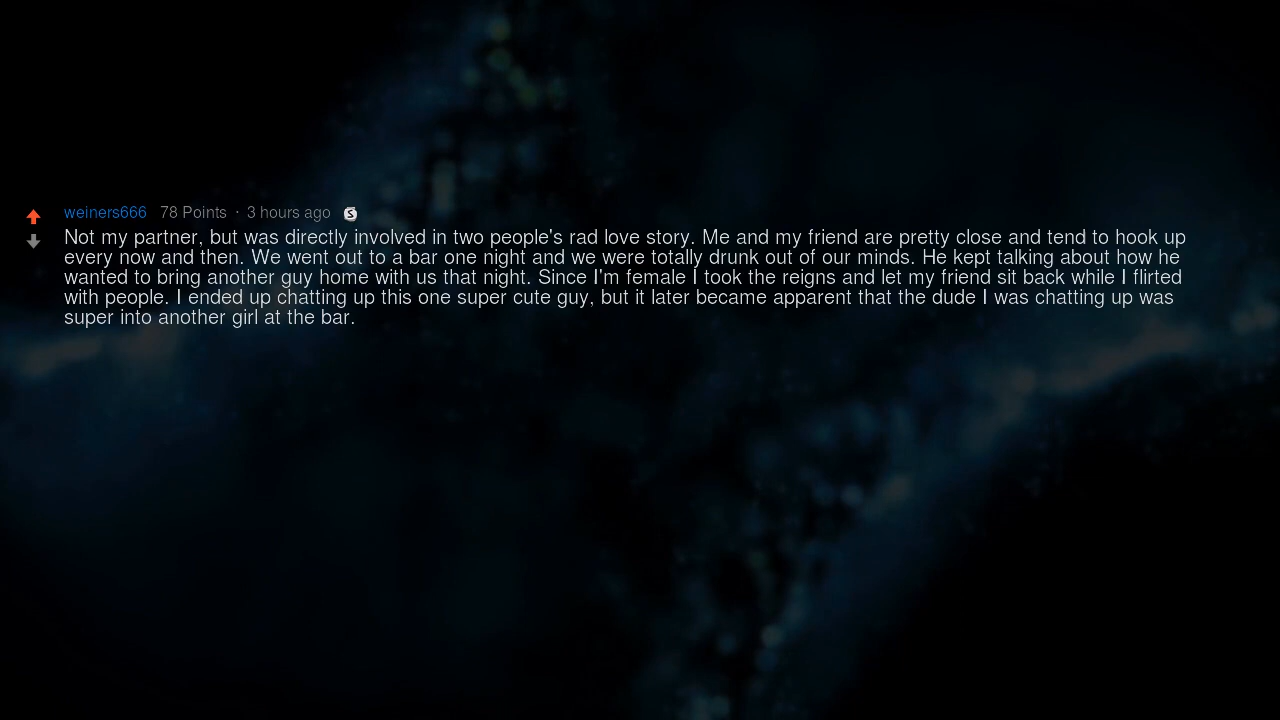 weiners666 78 Points · 3 hours ago S
Not my partner, but was directly involved in two people's rad love story. Me and my friend are pretty close and tend to hook up
every now and then. We went out to a bar one night and we were totally drunk out of our minds. He kept talking about how he
wanted to bring another guy home with us that night. Since I'm female I took the reigns and let my friend sit back while I flirted
with people. I ended up chatting up this one super cute guy, but it later became apparent that the dude I was chatting up was
super into another girl at the bar.